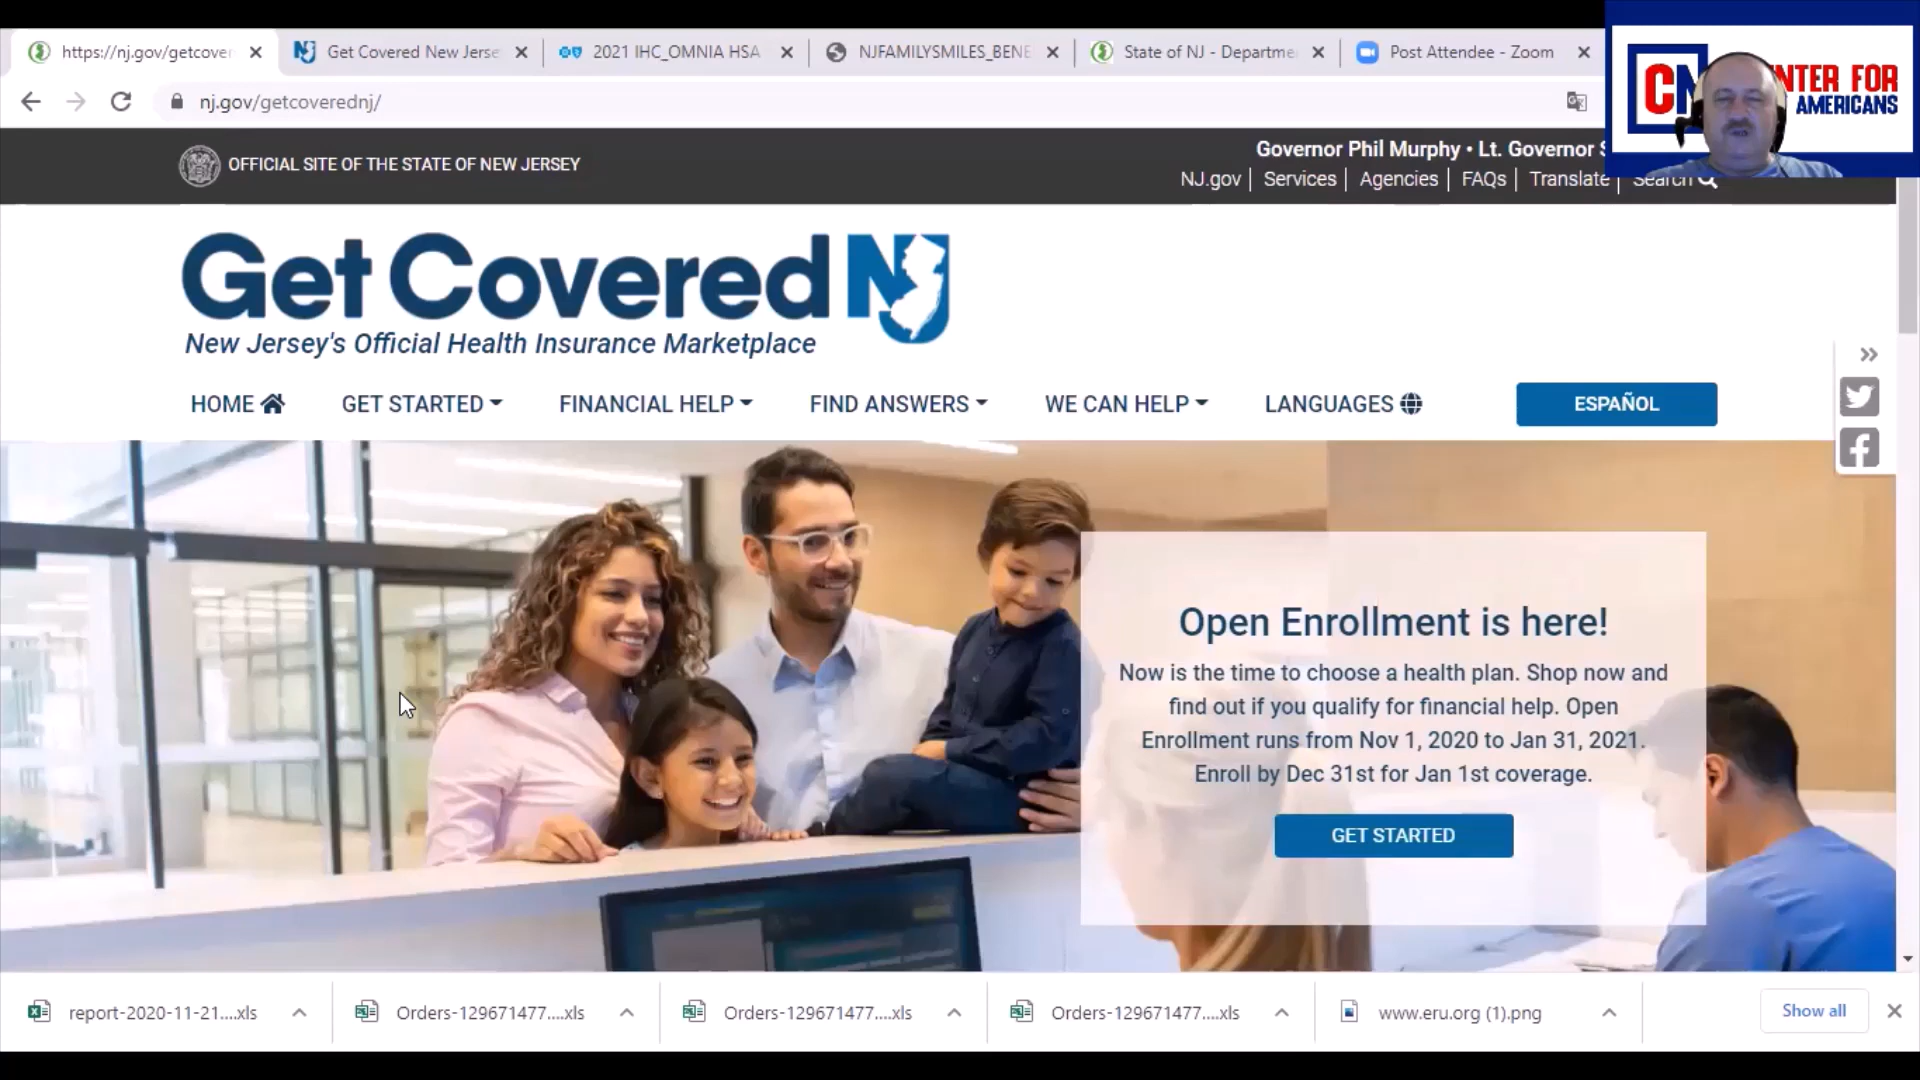 https://nj.gov/getcover
Get Covered New Jerse
2021 IHC_OMNIA HSA
NJFAMILYSMILES_BENE
State of NJ - Departme
Post Attendee - Zoom
nj.gov/getcoverednj/
CN
NTER FOR
AMERICANS
OFFICIAL SITE OF THE STATE OF NEW JERSEY
Governor Phil Murphy • Lt. Governor S
NJ.gov | Services | Agencies | FAQs | Translate | Search
Get Covered NJ
New Jersey's Official Health Insurance Marketplace
HOME
GET STARTED
FINANCIAL HELP
FIND ANSWERS
WE CAN HELP
LANGUAGES
ESPAÑOL
Open Enrollment is here!
Now is the time to choose a health plan. Shop now and
find out if you qualify for financial help. Open
Enrollment runs from Nov 1, 2020 to Jan 31, 2021.
Enroll by Dec 31st for Jan 1st coverage.
GET STARTED
report-2020-11-21....xls
Orders-129671477....xls
Orders-129671477....xls
Orders-129671477....xls
www.eru.org (1).png
Show all